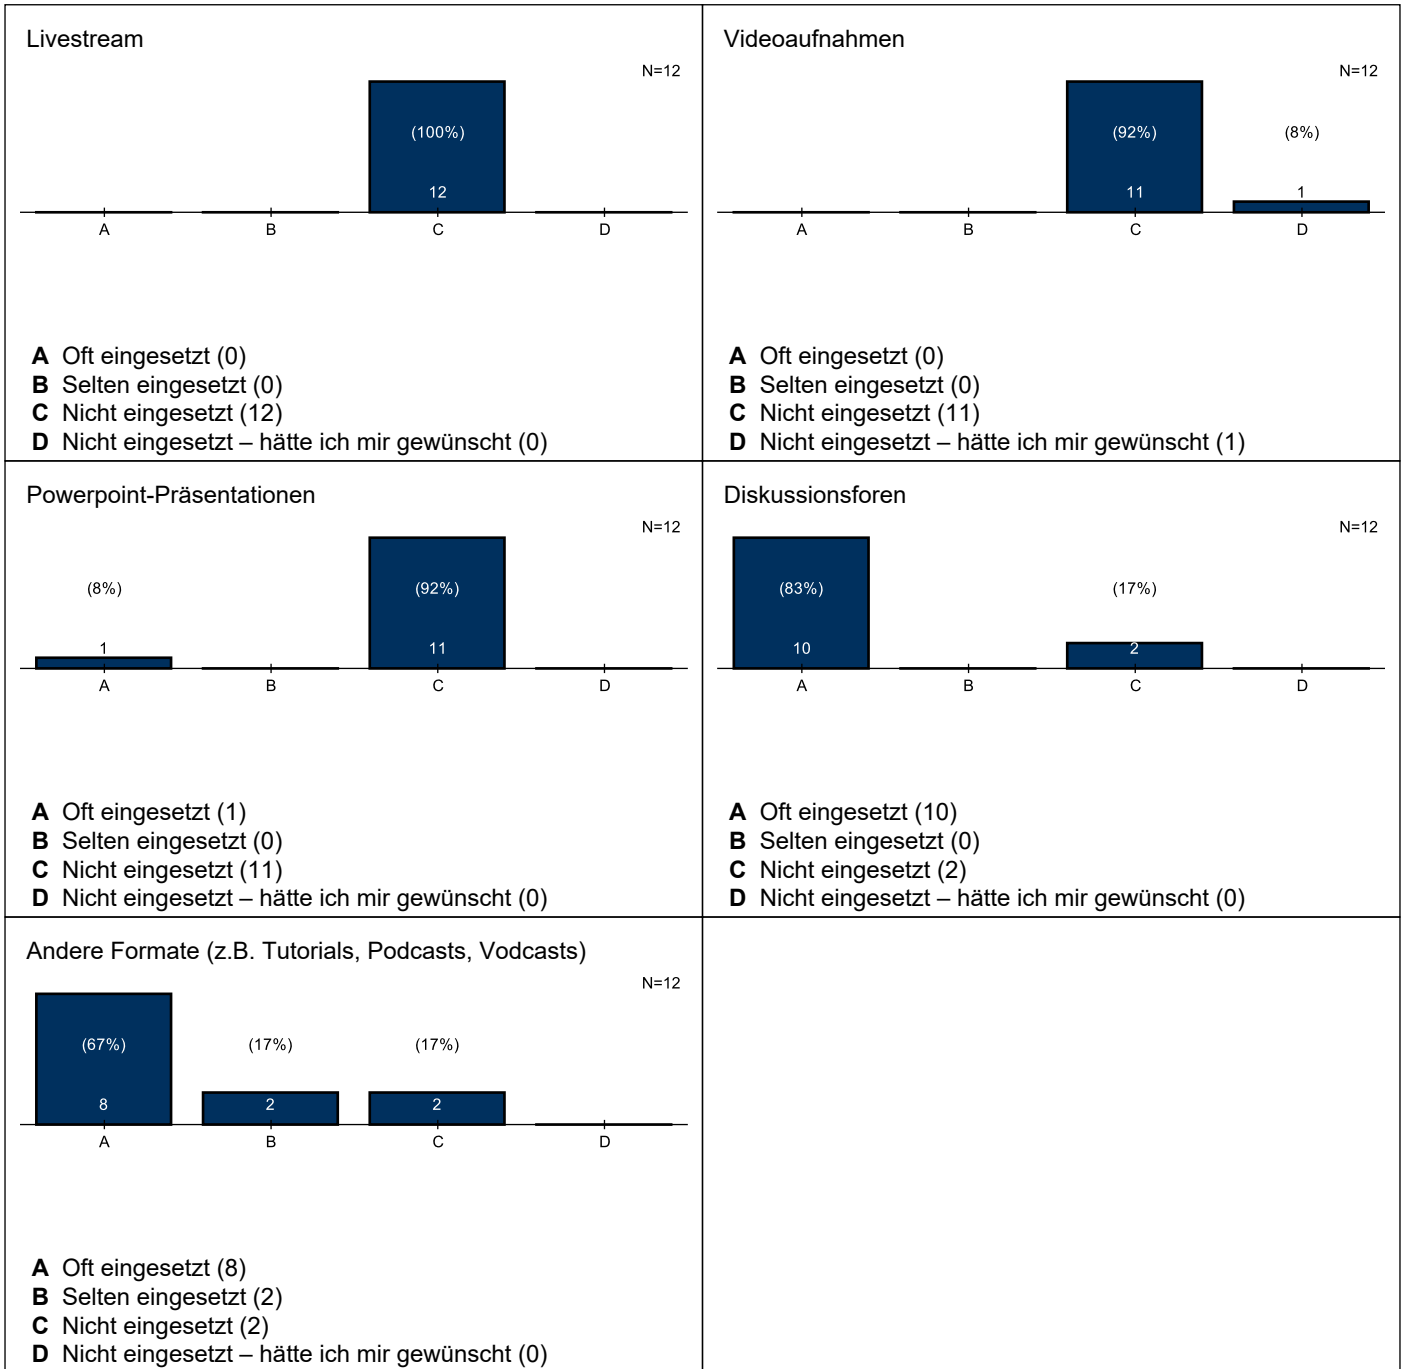 Livestream
N=12
(100%)
12
A B C D
A Oft eingesetzt (0)
B Selten eingesetzt (0)
C Nicht eingesetzt (12)
D Nicht eingesetzt – hätte ich mir gewünscht (0)
Videoaufnahmen
N=12
(92%) (8%)
11 1
A B C D
A Oft eingesetzt (0)
B Selten eingesetzt (0)
C Nicht eingesetzt (11)
D Nicht eingesetzt – hätte ich mir gewünscht (1)
Powerpoint-Präsentationen
N=12
(8%) (92%)
1 11
A B C D
A Oft eingesetzt (1)
B Selten eingesetzt (0)
C Nicht eingesetzt (11)
D Nicht eingesetzt – hätte ich mir gewünscht (0)
Diskussionsforen
N=12
(83%) (17%)
10 2
A B C D
A Oft eingesetzt (10)
B Selten eingesetzt (0)
C Nicht eingesetzt (2)
D Nicht eingesetzt – hätte ich mir gewünscht (0)
Andere Formate (z.B. Tutorials, Podcasts, Vodcasts)
N=12
(67%) (17%) (17%)
8 2 2
A B C D
A Oft eingesetzt (8)
B Selten eingesetzt (2)
C Nicht eingesetzt (2)
D Nicht eingesetzt – hätte ich mir gewünscht (0)